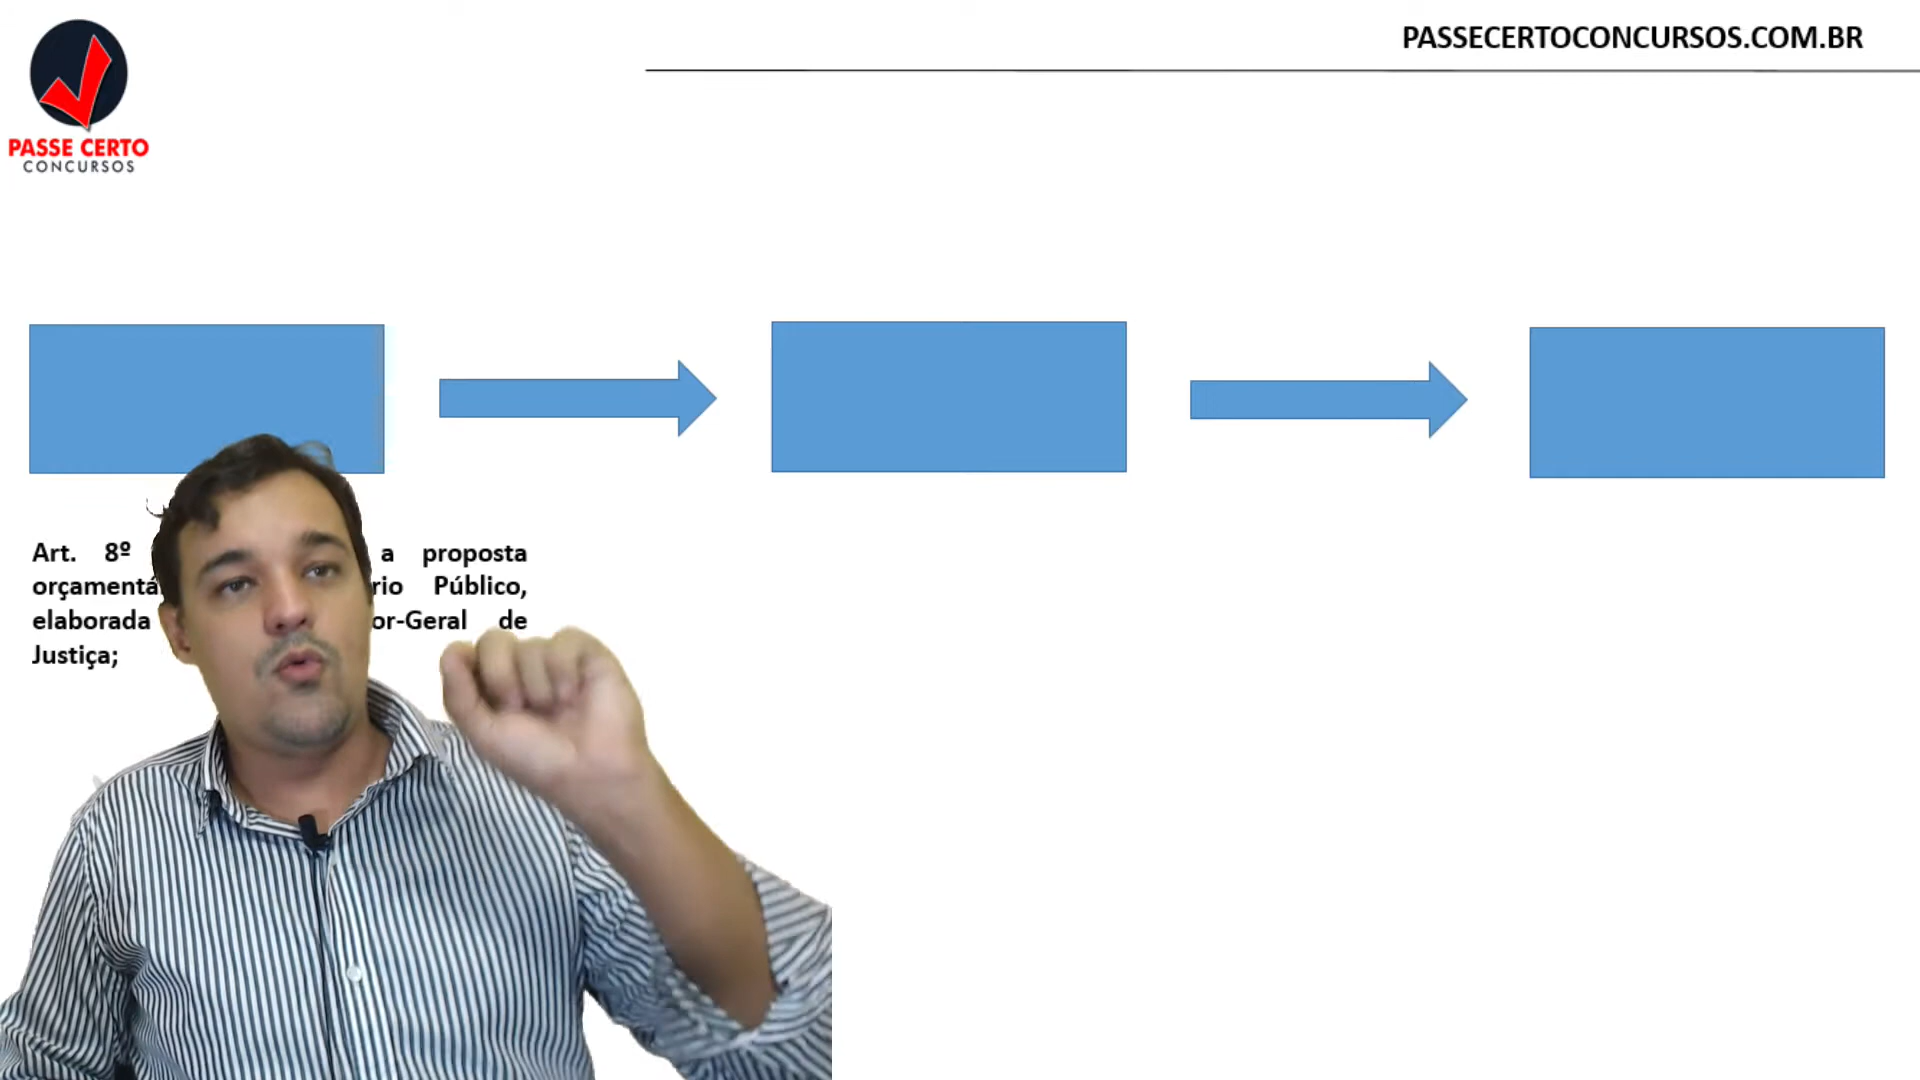 PASSECERTOCONCURSOS.COM.BR
PASSE CERTO
CONCURSOS
Art. 8º a proposta
orçamentá rio Público,
elaborada or-Geral de
Justiça;